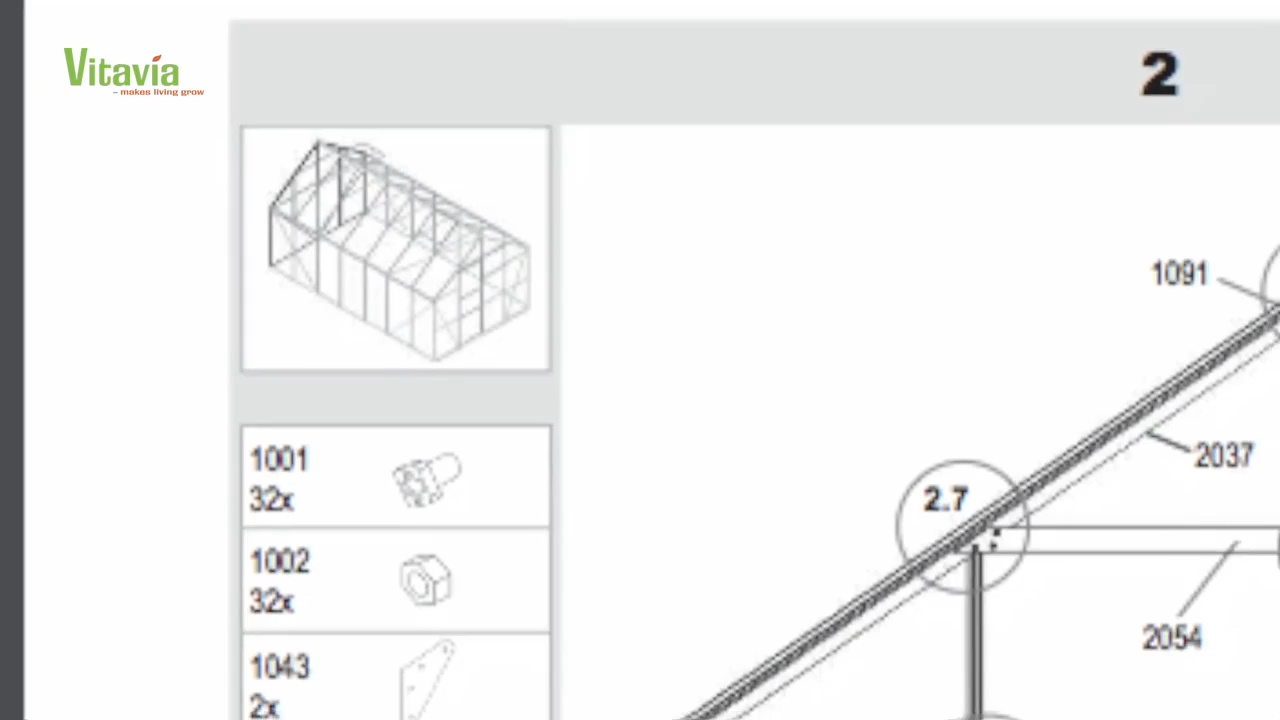 Vitavia
– makes living grow
2
1091
2037
2.7
2054
1001
32x
1002
32x
1043
2x